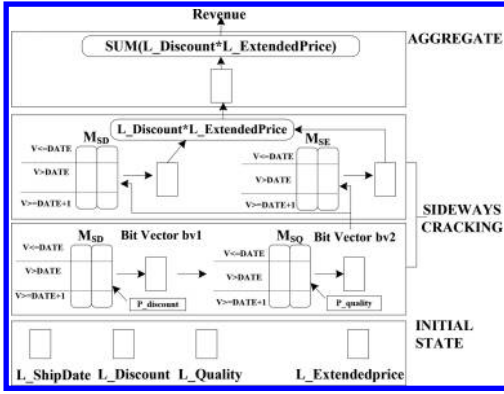 Revenue
SUM(L_Discount*L_ExtendedPrice)
AGGREGATE
L_Discount*L_ExtendedPrice
MSD
MSE
V<=DATE
V>DATE
V>=DATE+1
V<=DATE
V>DATE
V>=DATE+1
SIDEWAYS
CRACKING
MSD
Bit Vector bv1
MSQ
Bit Vector bv2
V<=DATE
V>DATE
V>=DATE+1
V<=DATE
V>DATE
V>=DATE+1
P_discount
P_quality
INITIAL
STATE
L_ShipDate
L_Discount
L_Quality
L_Extendedprice